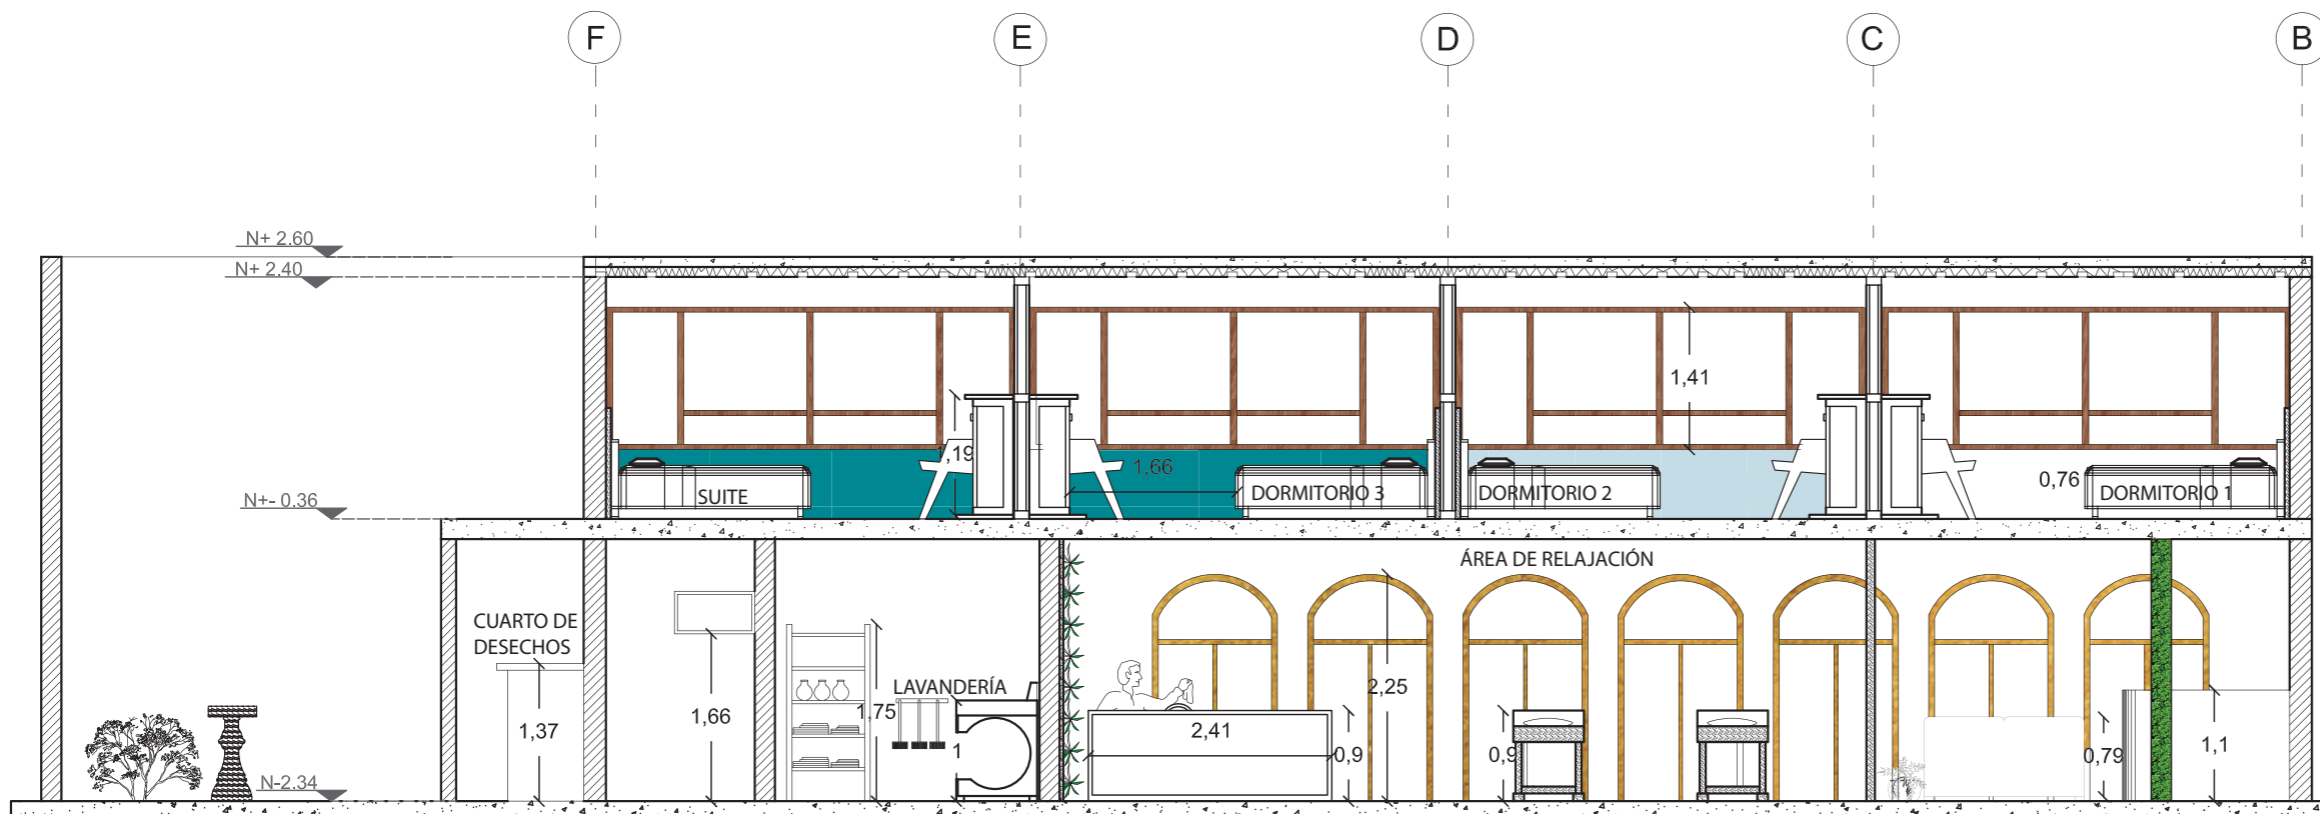 F
E
D
C
B
N+ 2.60
N+ 2.40
1,41
1,19
1,66
0,76
SUITE
DORMITORIO 3
DORMITORIO 2
DORMITORIO 1
N+- 0.36
ÁREA DE RELAJACIÓN
CUARTO DE
DESECHOS
LAVANDERÍA
2,25
1,37
1,66
1,75
1
2,41
0,9
0,9
0,79
1,1
N-2.34